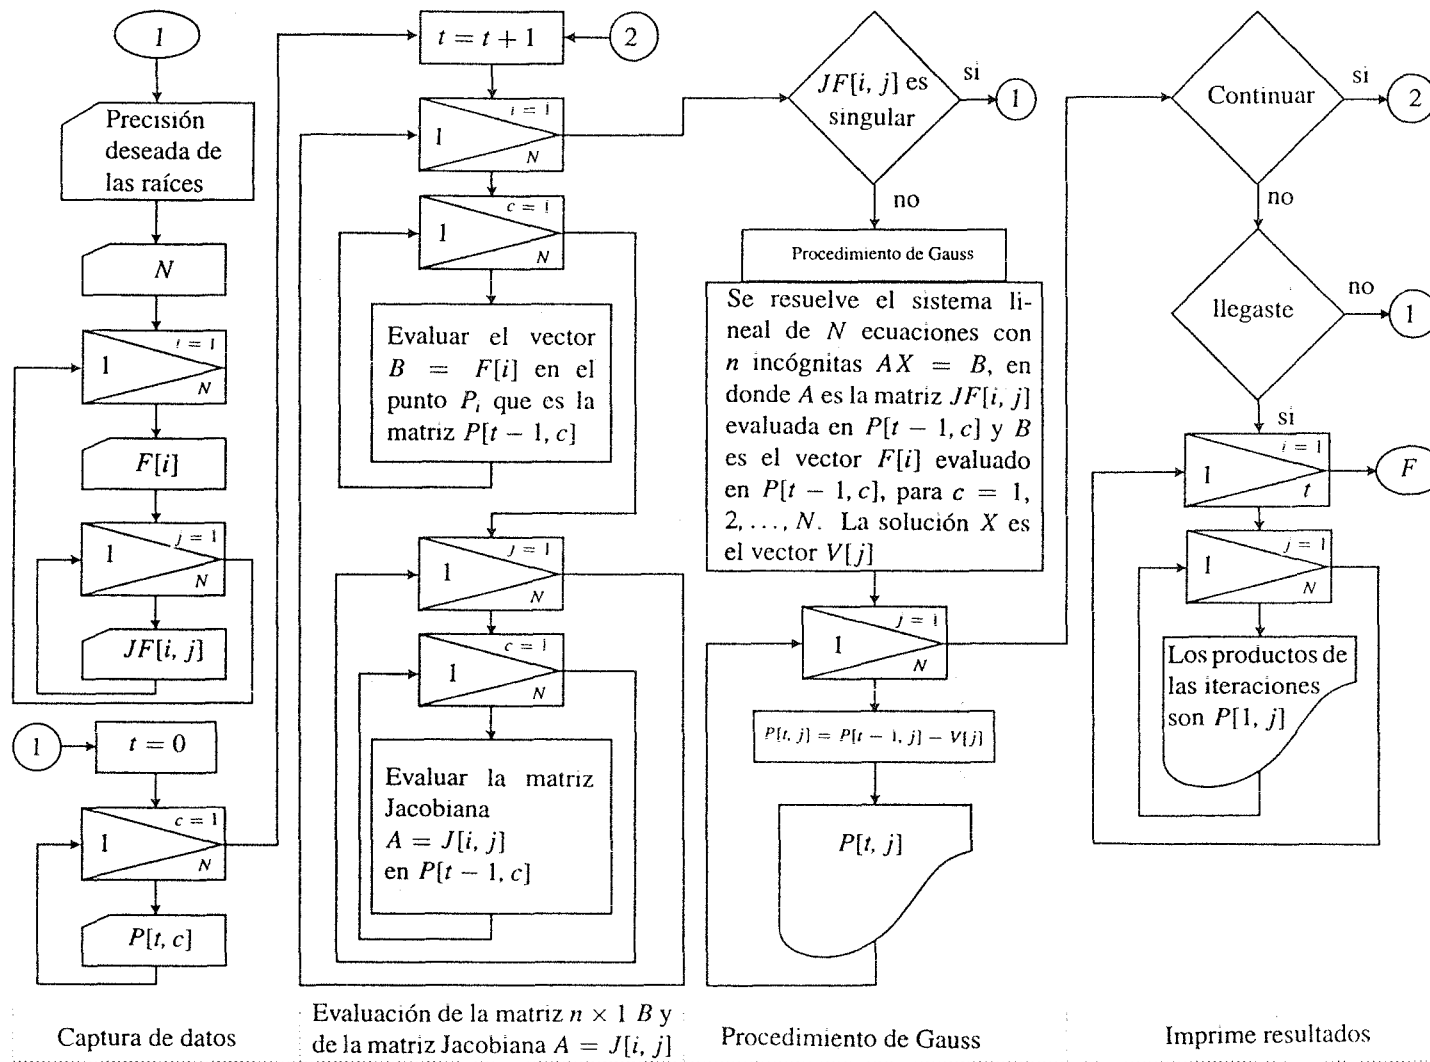 1
Precisión
deseada de
las raíces
N
i = 1
1
N
F[i]
j = 1
1
N
JF[i, j]
1
t = 0
c = 1
1
N
P[t, c]
Captura de datos
t = t + 1
2
i = 1
1
N
c = 1
1
N
Evaluar el vector
B = F[i] en el
punto Pi que es la
matriz P[t − 1, c]
j = 1
1
N
c = 1
1
N
Evaluar la matriz
Jacobiana
A = J[i, j]
en P[t − 1, c]
Evaluación de la matriz n × 1 B y
de la matriz Jacobiana A = J[i, j]
JF[i, j] es
singular
si
1
no
Procedimiento de Gauss
Se resuelve el sistema li-
neal de N ecuaciones con
n incógnitas AX = B, en
donde A es la matriz JF[i, j]
evaluada en P[t − 1, c] y B
es el vector F[i] evaluado
en P[t − 1, c], para c = 1,
2, . . . , N. La solución X es
el vector V[j]
j = 1
1
N
P[t, j] = P[t − 1, j] − V[j]
P[t, j]
Procedimiento de Gauss
Continuar
si
2
no
llegaste
no
1
si
i = 1
1
t
F
j = 1
1
N
Los productos de
las iteraciones
son P[1, j]
Imprime resultados